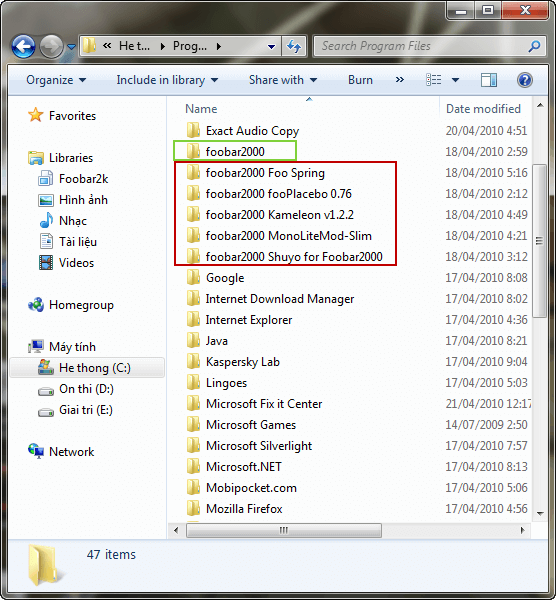 « He t... ▸ Prog... ▸
Search Program Files
Organize Include in library Share with Burn »
Favorites
Libraries
Foobar2k
Hình ảnh
Nhạc
Tài liệu
Videos
Homegroup
Máy tính
He thong (C:)
On thi (D:)
Giai tri (E:)
Network
Name Date modified
Exact Audio Copy 20/04/2010 4:51
foobar2000 18/04/2010 2:59
foobar2000 Foo Spring 18/04/2010 5:16
foobar2000 fooPlacebo 0.76 18/04/2010 2:12
foobar2000 Kameleon v1.2.2 18/04/2010 4:49
foobar2000 MonoLiteMod-Slim 18/04/2010 4:21
foobar2000 Shuyo for Foobar2000 18/04/2010 3:12
Google 17/04/2010 8:08
Internet Download Manager 17/04/2010 8:02
Internet Explorer 17/04/2010 4:36
Java 17/04/2010 8:21
Kaspersky Lab 17/04/2010 9:04
Lingoes 17/04/2010 5:03
Microsoft Fix it Center 21/04/2010 12:17
Microsoft Games 14/07/2009 2:50
Microsoft Silverlight 17/04/2010 7:57
Microsoft.NET 17/04/2010 8:13
Mobipocket.com 17/04/2010 5:06
Mozilla Firefox 17/04/2010 5:08
47 items